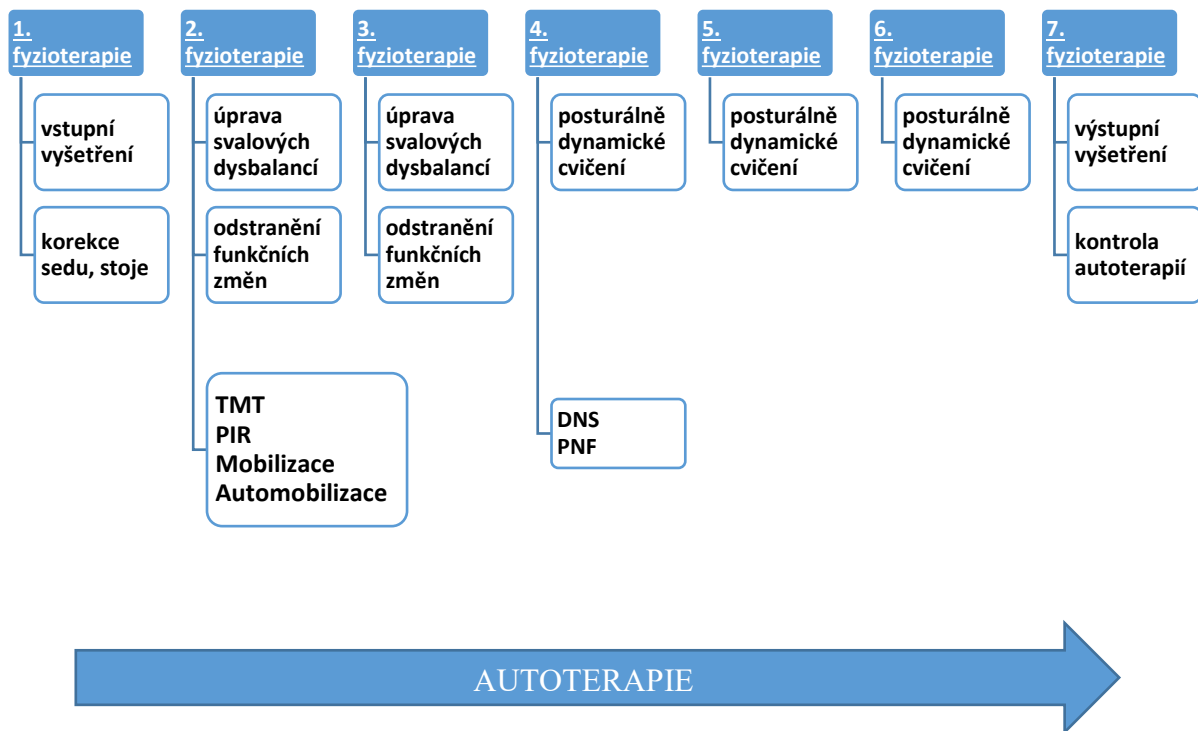 1.
fyzioterapie
vstupní
vyšetření
korekce
sedu, stoje
2.
fyzioterapie
úprava
svalových
dysbalancí
odstranění
funkčních
změn
TMT
PIR
Mobilizace
Automobilizace
3.
fyzioterapie
úprava
svalových
dysbalancí
odstranění
funkčních
změn
4.
fyzioterapie
posturálně
dynamické
cvičení
DNS
PNF
5.
fyzioterapie
posturálně
dynamické
cvičení
6.
fyzioterapie
posturálně
dynamické
cvičení
7.
fyzioterapie
výstupní
vyšetření
kontrola
autoterapií
AUTOTERAPIE